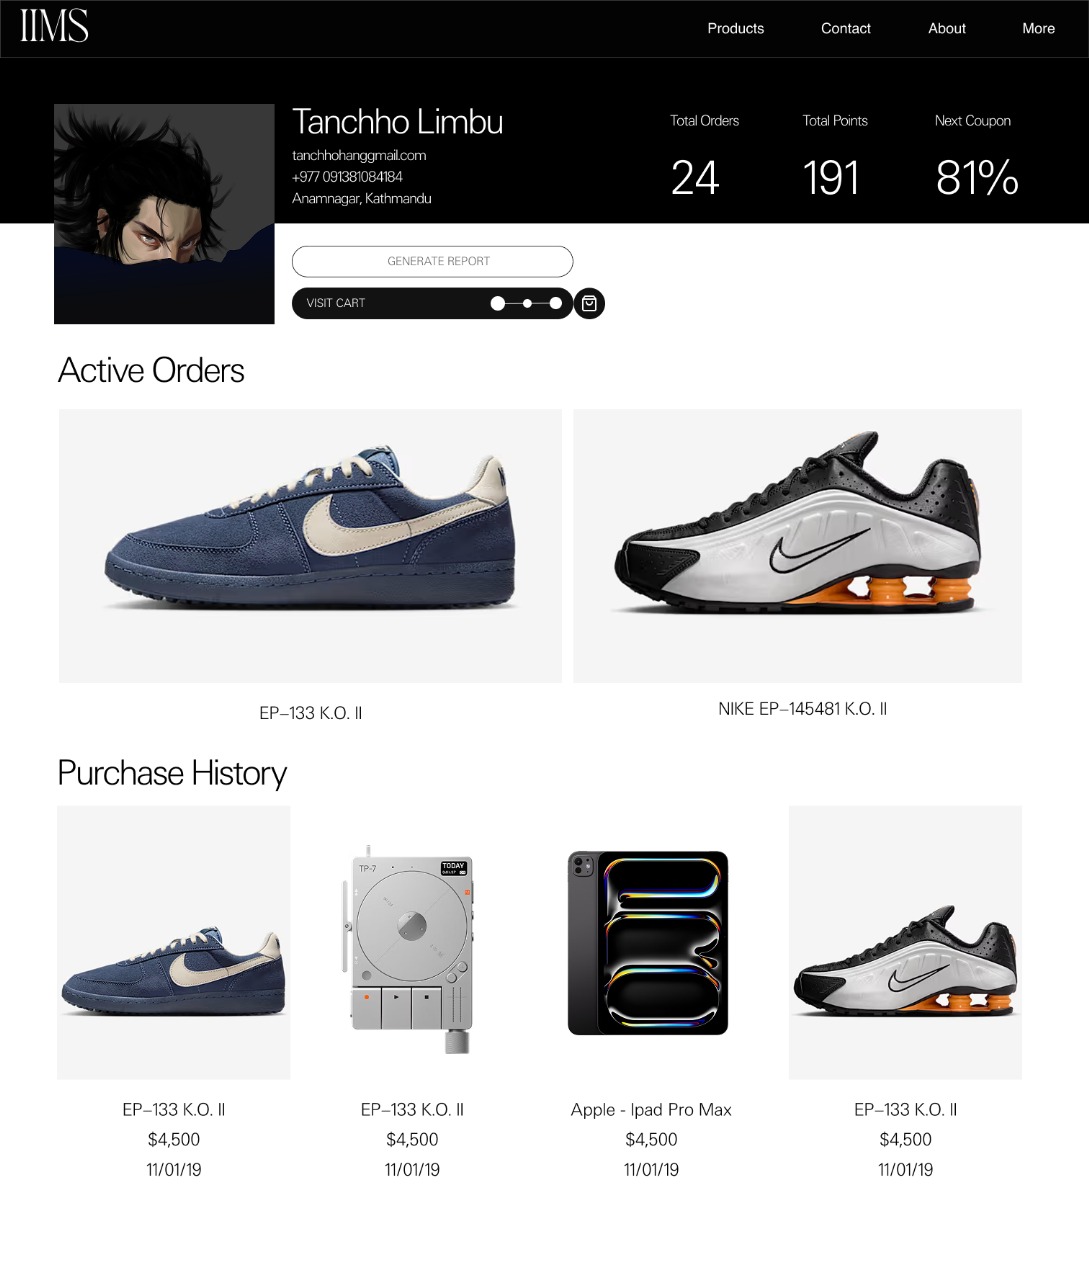 IIMS
Products Contact About More
Tanchho Limbu
tanchhohanggmail.com
+977 091381084184
Anamnagar, Kathmandu
Total Orders Total Points Next Coupon
24 191 81%
GENERATE REPORT
VISIT CART
Active Orders
EP–133 K.O. II
NIKE EP–145481 K.O. II
Purchase History
TP-7
TODAY
EP–133 K.O. II EP–133 K.O. II Apple - Ipad Pro Max EP–133 K.O. II
$4,500 $4,500 $4,500 $4,500
11/01/19 11/01/19 11/01/19 11/01/19